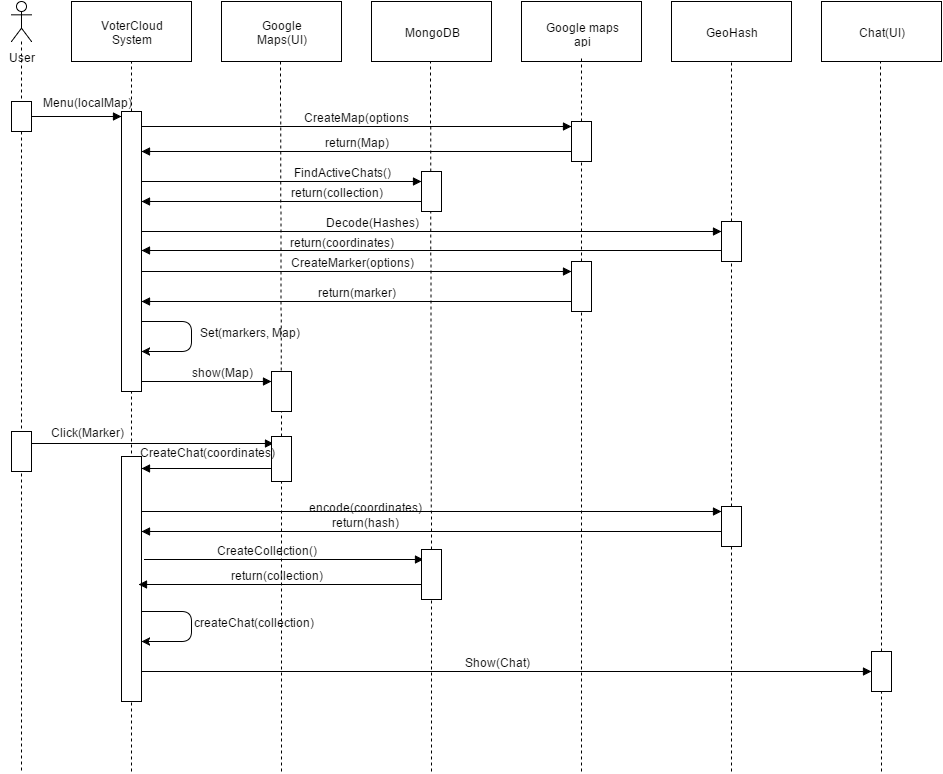 VoterCloud
System
Google
Maps(UI)
MongoDB
Google maps
api
GeoHash
Chat(UI)
User
Menu(localMap)
CreateMap(options
return(Map)
FindActiveChats()
return(collection)
Decode(Hashes)
return(coordinates)
CreateMarker(options)
return(marker)
Set(markers, Map)
show(Map)
Click(Marker)
CreateChat(coordinates)
encode(coordinates)
return(hash)
CreateCollection()
return(collection)
createChat(collection)
Show(Chat)